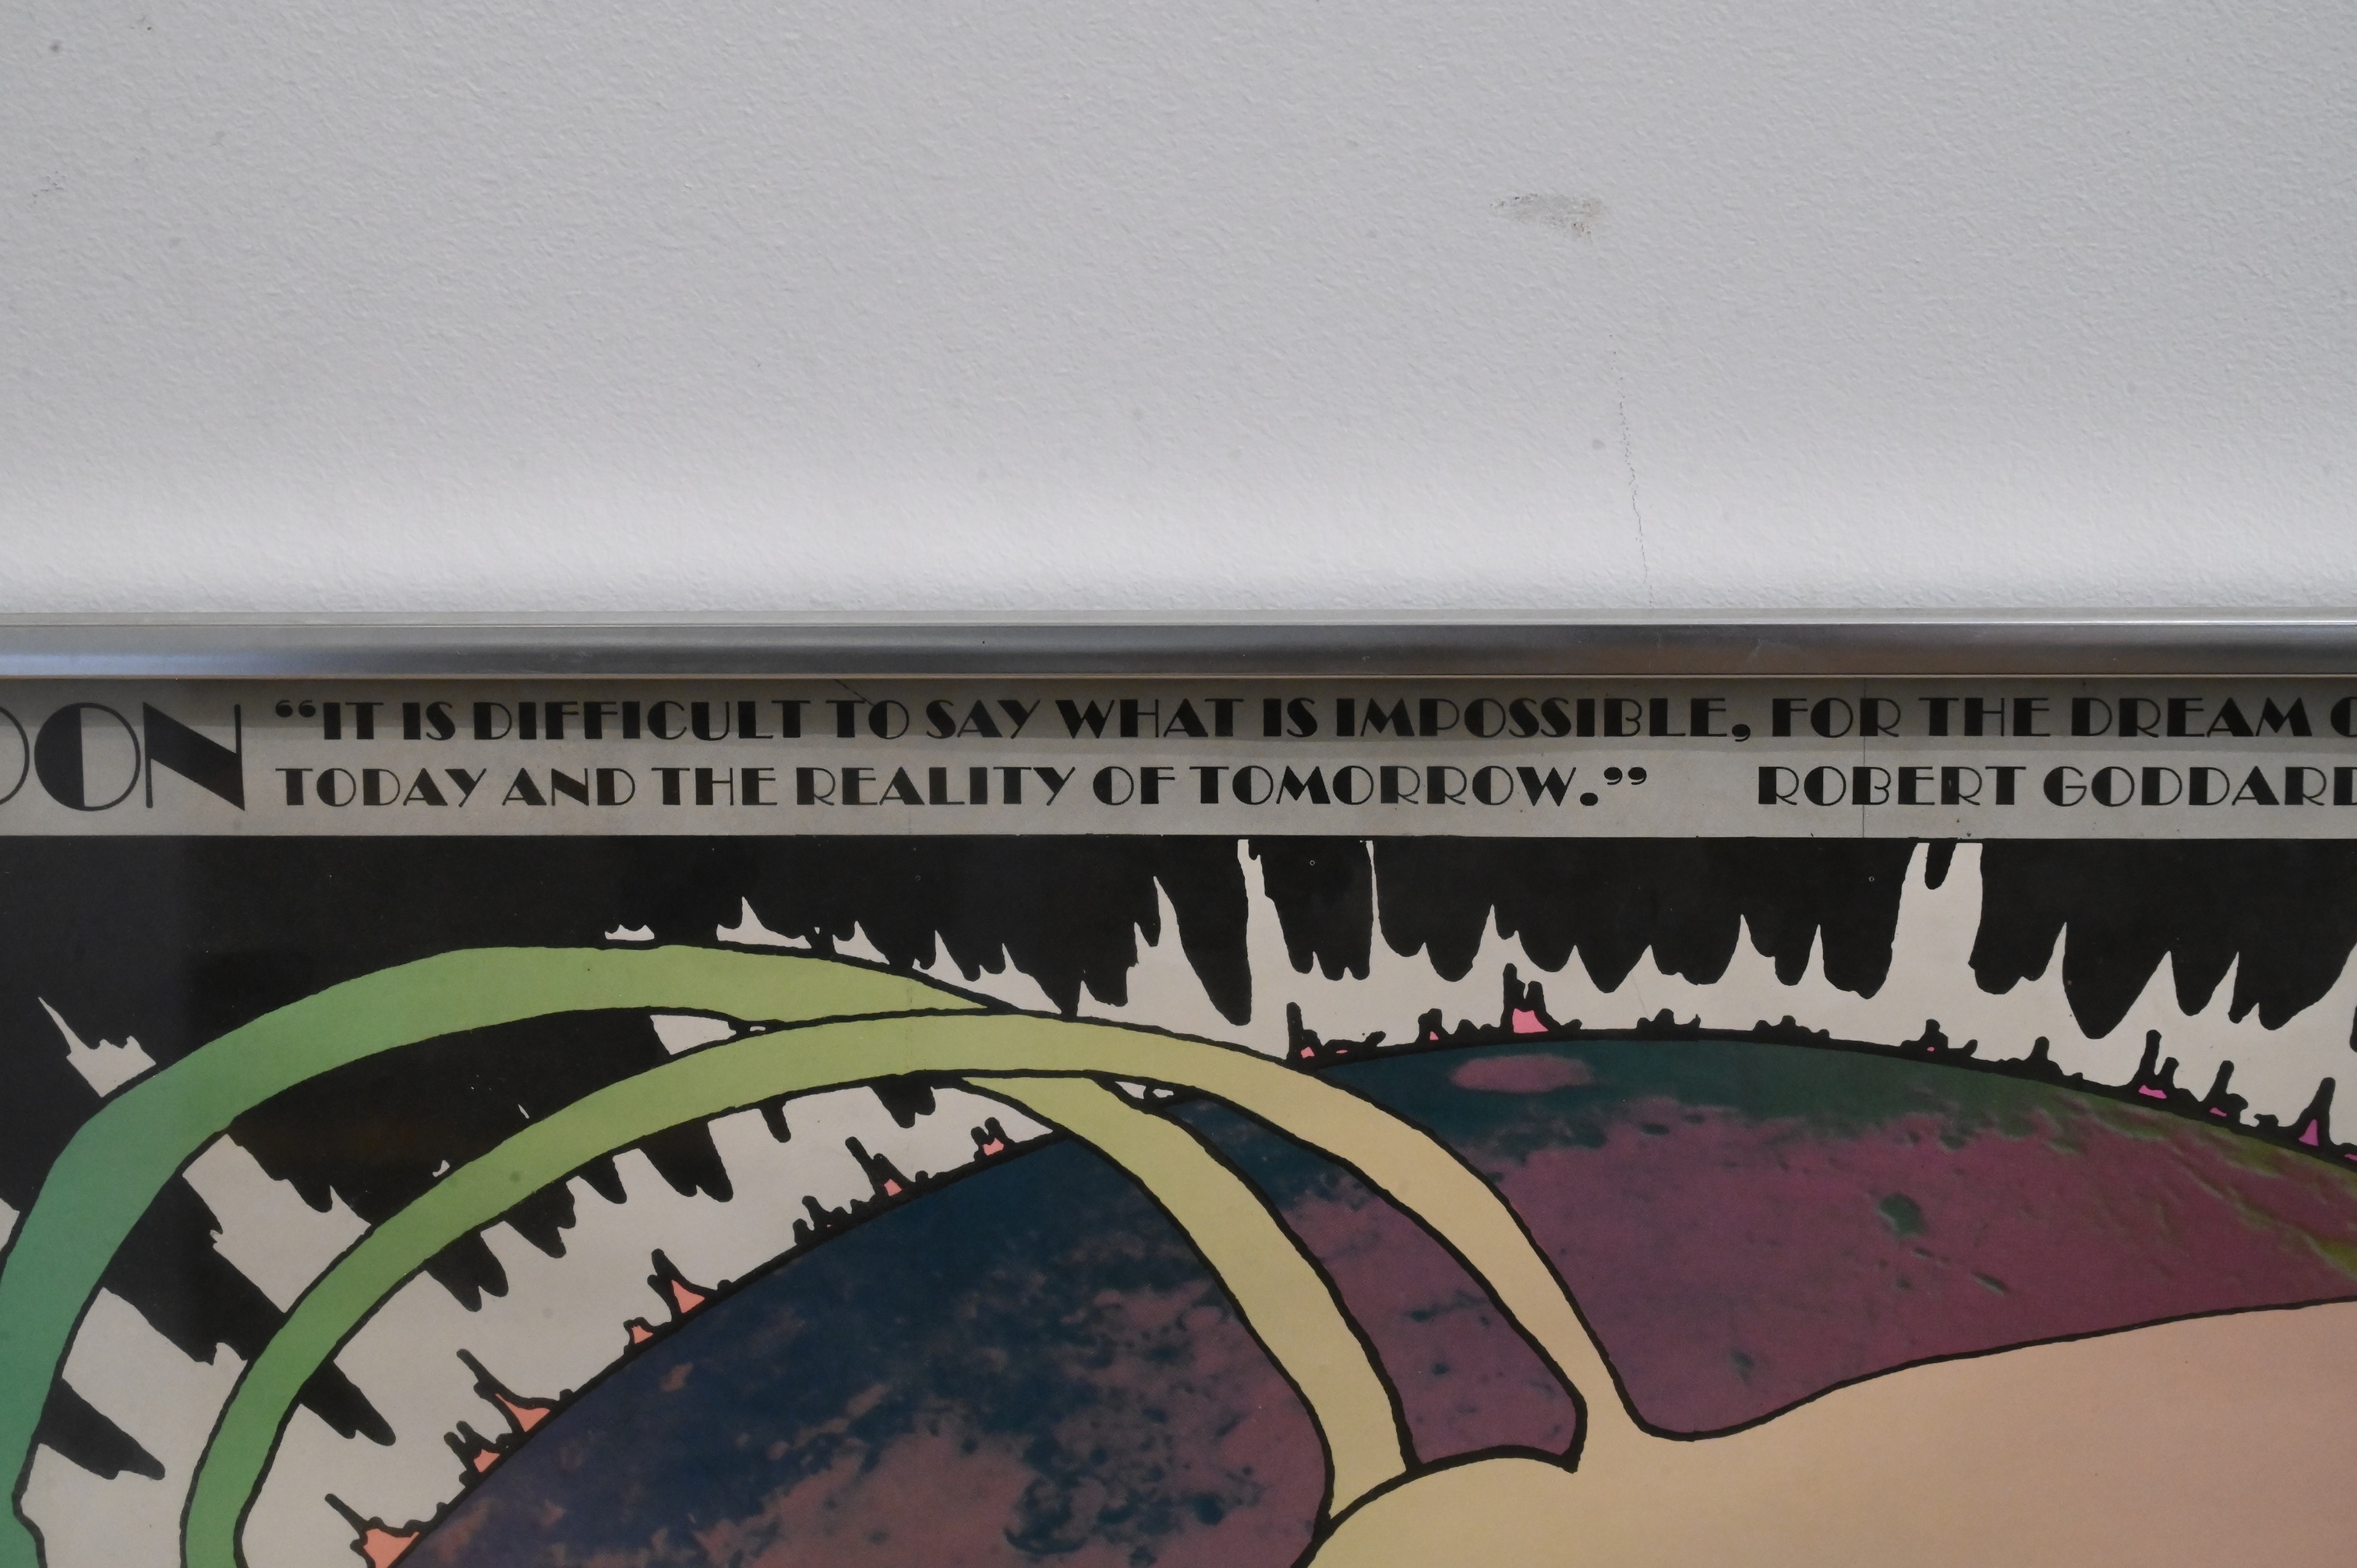 OON
“IT IS DIFFICULT TO SAY WHAT IS IMPOSSIBLE, FOR THE DREAM O
TODAY AND THE REALITY OF TOMORROW.” ROBERT GODDARD